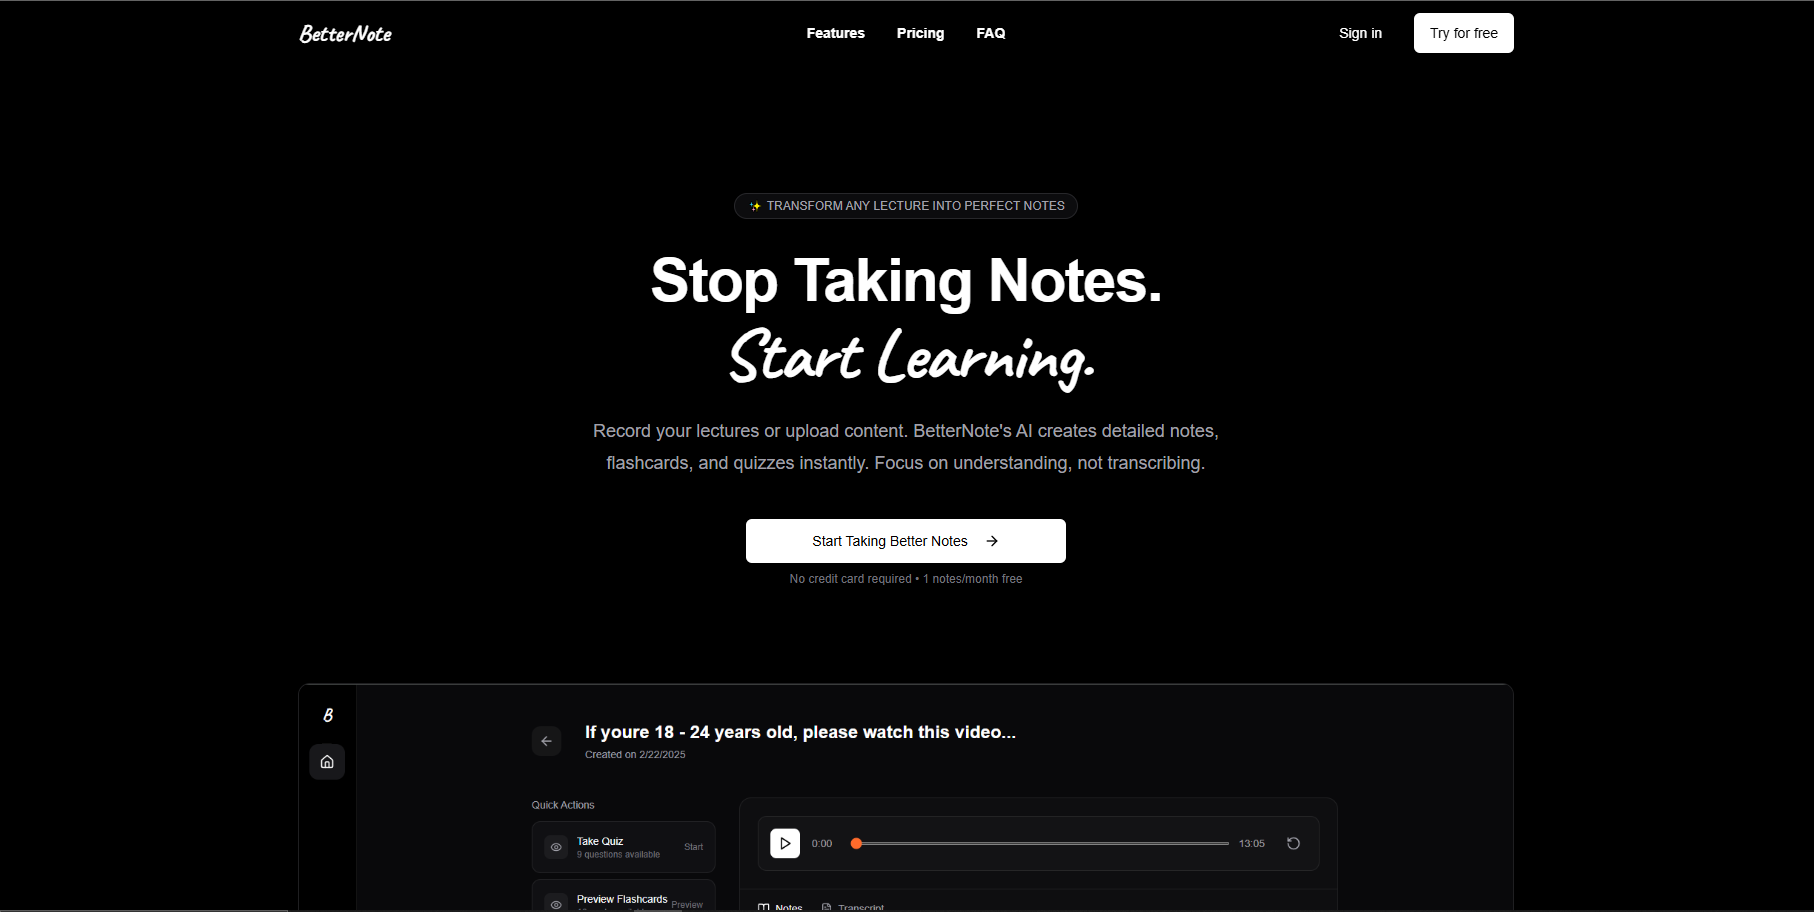 BetterNote
Features
Pricing
FAQ
Sign in
Try for free
✨ TRANSFORM ANY LECTURE INTO PERFECT NOTES
Stop Taking Notes.
Start Learning.
Record your lectures or upload content. BetterNote's AI creates detailed notes,
flashcards, and quizzes instantly. Focus on understanding, not transcribing.
Start Taking Better Notes →
No credit card required • 1 notes/month free
B
If youre 18 - 24 years old, please watch this video...
Created on 2/22/2025
Quick Actions
Take Quiz
9 questions available
Start
Preview Flashcards
Preview
0:00
13:05
Notes
Transcript